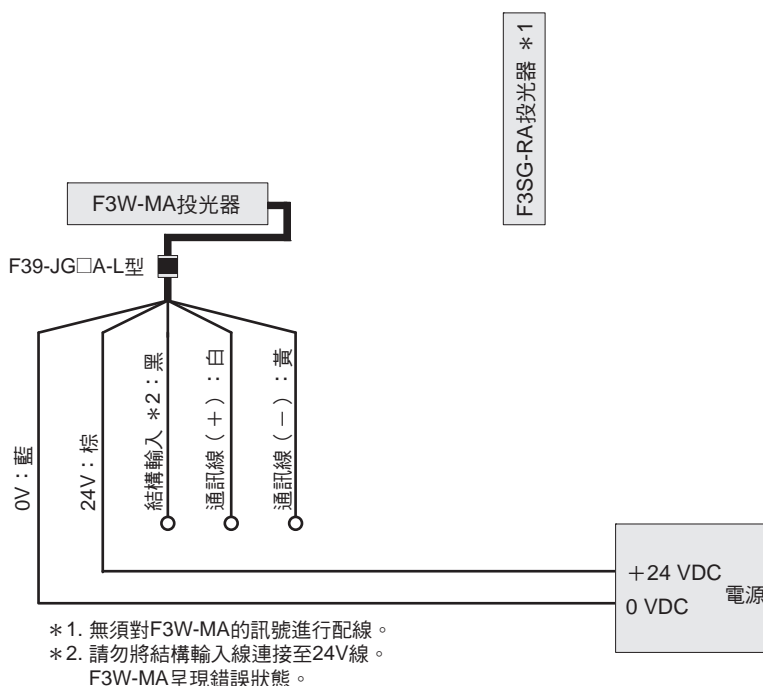 F3SG-RA投光器 ＊1
F3W-MA投光器
F39-JG□A-L型
0V：藍
24V：棕
結構輸入 ＊2：黑
通訊線（＋）：白
通訊線（－）：黃
＋24 VDC
0 VDC
電源
＊1. 無須對F3W-MA的訊號進行配線。
＊2. 請勿將結構輸入線連接至24V線。
F3W-MA呈現錯誤狀態。